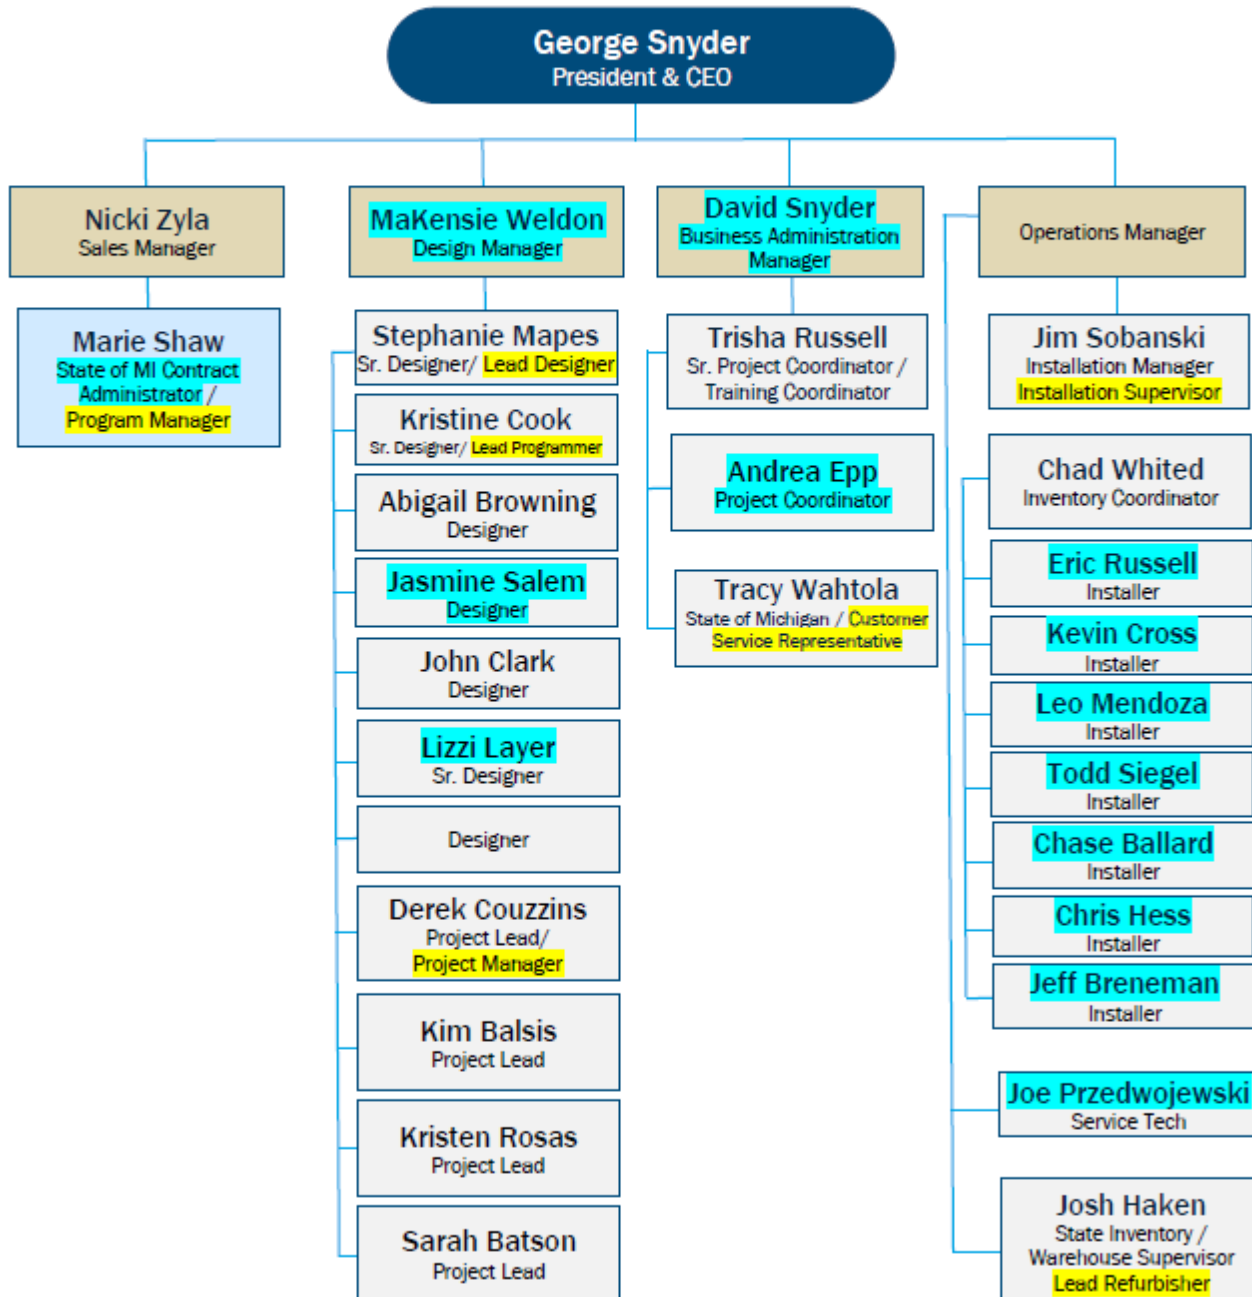 George Snyder
President & CEO
Nicki Zyla
Sales Manager
Marie Shaw
State of MI Contract
Administrator /
Program Manager
MaKensie Weldon
Design Manager
Stephanie Mapes
Sr. Designer/ Lead Designer
Kristine Cook
Sr. Designer/ Lead Programmer
Abigail Browning
Designer
Jasmine Salem
Designer
John Clark
Designer
Lizzi Layer
Sr. Designer
Designer
Derek Couzzins
Project Lead/
Project Manager
Kim Balsis
Project Lead
Kristen Rosas
Project Lead
Sarah Batson
Project Lead
David Snyder
Business Administration
Manager
Trisha Russell
Sr. Project Coordinator /
Training Coordinator
Andrea Epp
Project Coordinator
Tracy Wahtola
State of Michigan / Customer
Service Representative
Operations Manager
Jim Sobanski
Installation Manager
Installation Supervisor
Chad Whited
Inventory Coordinator
Eric Russell
Installer
Kevin Cross
Installer
Leo Mendoza
Installer
Todd Siegel
Installer
Chase Ballard
Installer
Chris Hess
Installer
Jeff Breneman
Installer
Joe Przedwojewski
Service Tech
Josh Haken
State Inventory /
Warehouse Supervisor
Lead Refurbisher